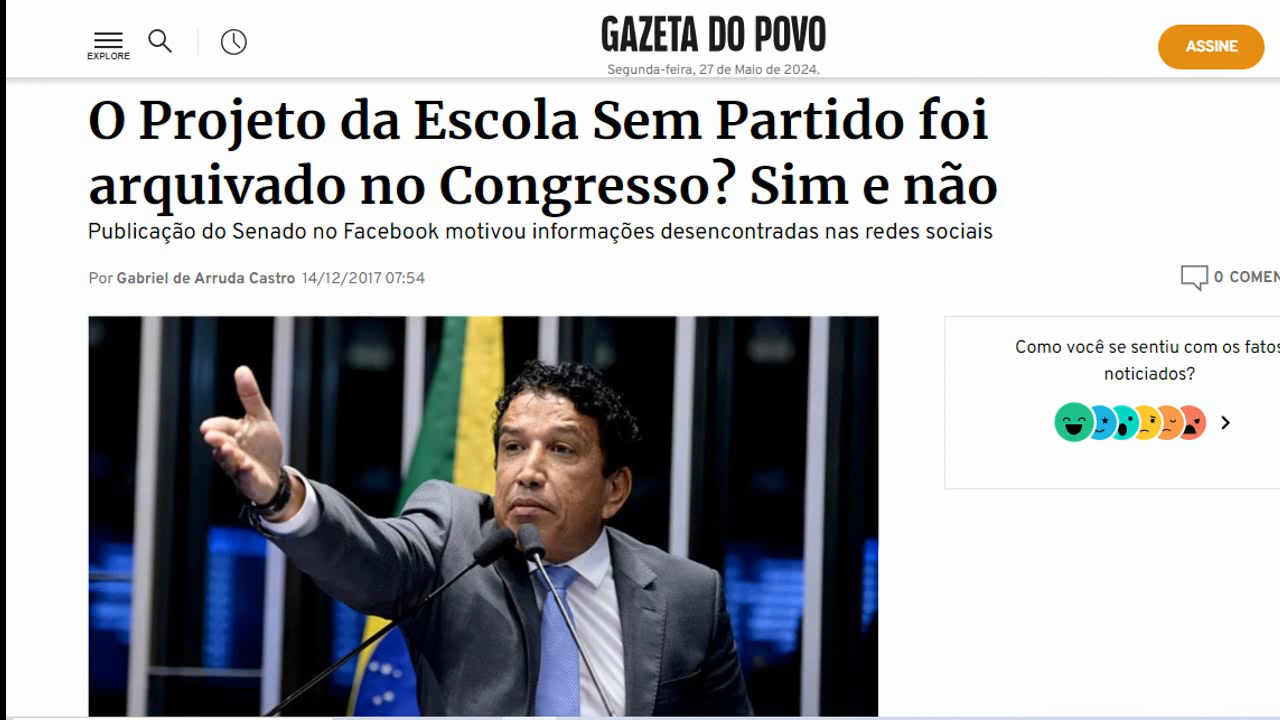 EXPLORE
GAZETA DO POVO
Segunda-feira, 27 de Maio de 2024.
ASSINE
O Projeto da Escola Sem Partido foi
arquivado no Congresso? Sim e não
Publicação do Senado no Facebook motivou informações desencontradas nas redes sociais
Por Gabriel de Arruda Castro 14/12/2017 07:54
0 COMEN
Como você se sentiu com os fatos
noticiados?